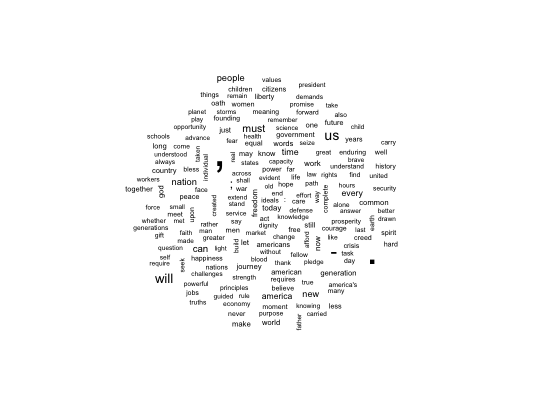 people values
children citizens president
things remain liberty demands
oath women promise take
planet storms meaning forward also
play founding remember future child
opportunity just must science one
schools advance fear health government us years carry
long come equal words seize
understood taken individual , real may know time great enduring well
always states capacity work brave
country bless across power far understand history
workers nation ; shall evident life law rights find united
together god face war old hope path hours security
peace extend end effort way complete every
force small upon created stand freedom ideals : care common
meet service today defense alone drawn
whether met rather act knowledge answer better
generations say dignity still courage prosperity earth
gift faith man men market free last spirit
made greater change afford now like creed
question can light build let americans - crisis hard
self happiness without fellow task
require seek blood thank pledge day .
nations journey
challenges american generation
powerful strength requires true america's
jobs principles believe many
truths guided rule america new
economy moment knowing less
never purpose carried
make world father